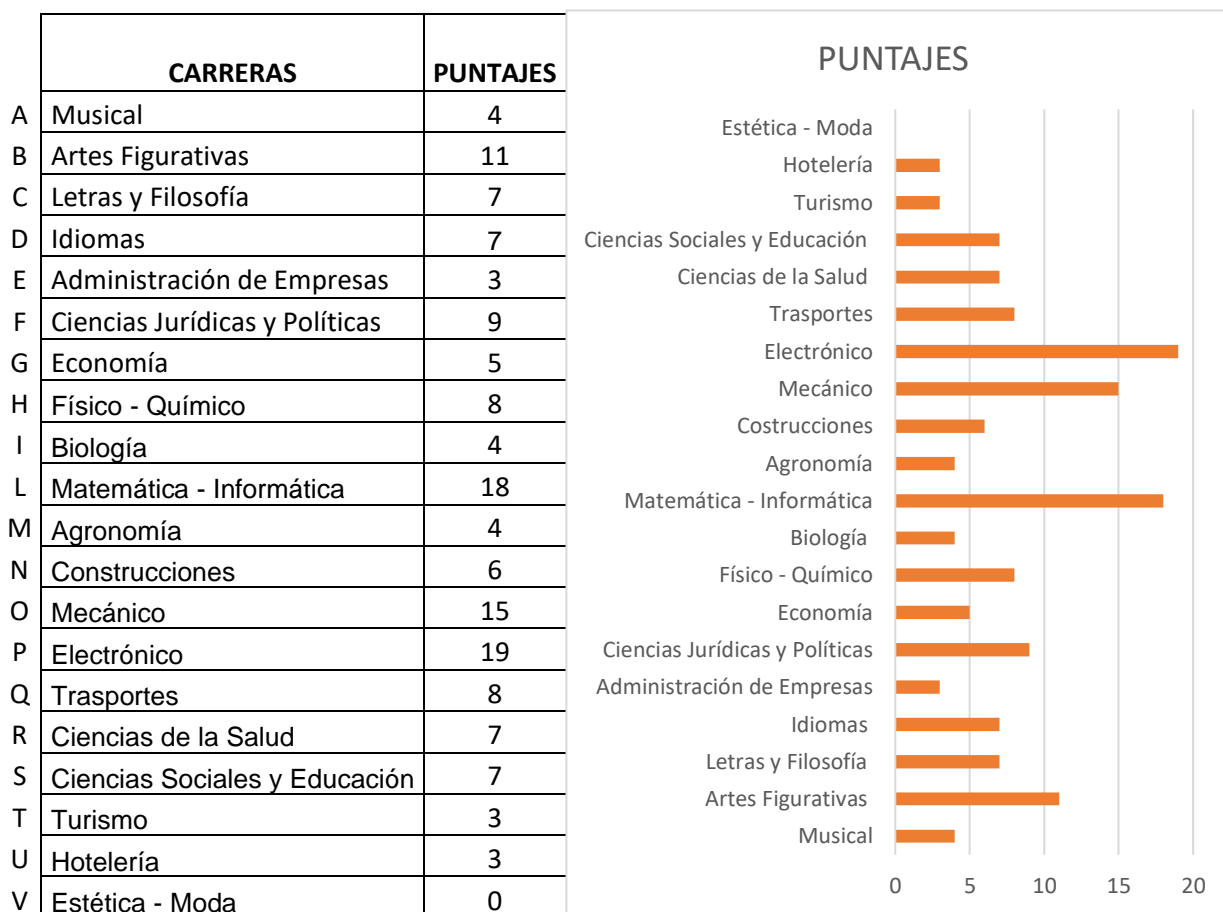 CARRERAS PUNTAJES
A Musical 4
B Artes Figurativas 11
C Letras y Filosofía 7
D Idiomas 7
E Administración de Empresas 3
F Ciencias Jurídicas y Políticas 9
G Economía 5
H Físico - Químico 8
I Biología 4
L Matemática - Informática 18
M Agronomía 4
N Construcciones 6
O Mecánico 15
P Electrónico 19
Q Trasportes 8
R Ciencias de la Salud 7
S Ciencias Sociales y Educación 7
T Turismo 3
U Hotelería 3
V Estética - Moda 0
PUNTAJES
Estética - Moda
Hotelería
Turismo
Ciencias Sociales y Educación
Ciencias de la Salud
Trasportes
Electrónico
Mecánico
Costrucciones
Agronomía
Matemática - Informática
Biología
Físico - Químico
Economía
Ciencias Jurídicas y Políticas
Administración de Empresas
Idiomas
Letras y Filosofía
Artes Figurativas
Musical
0 5 10 15 20